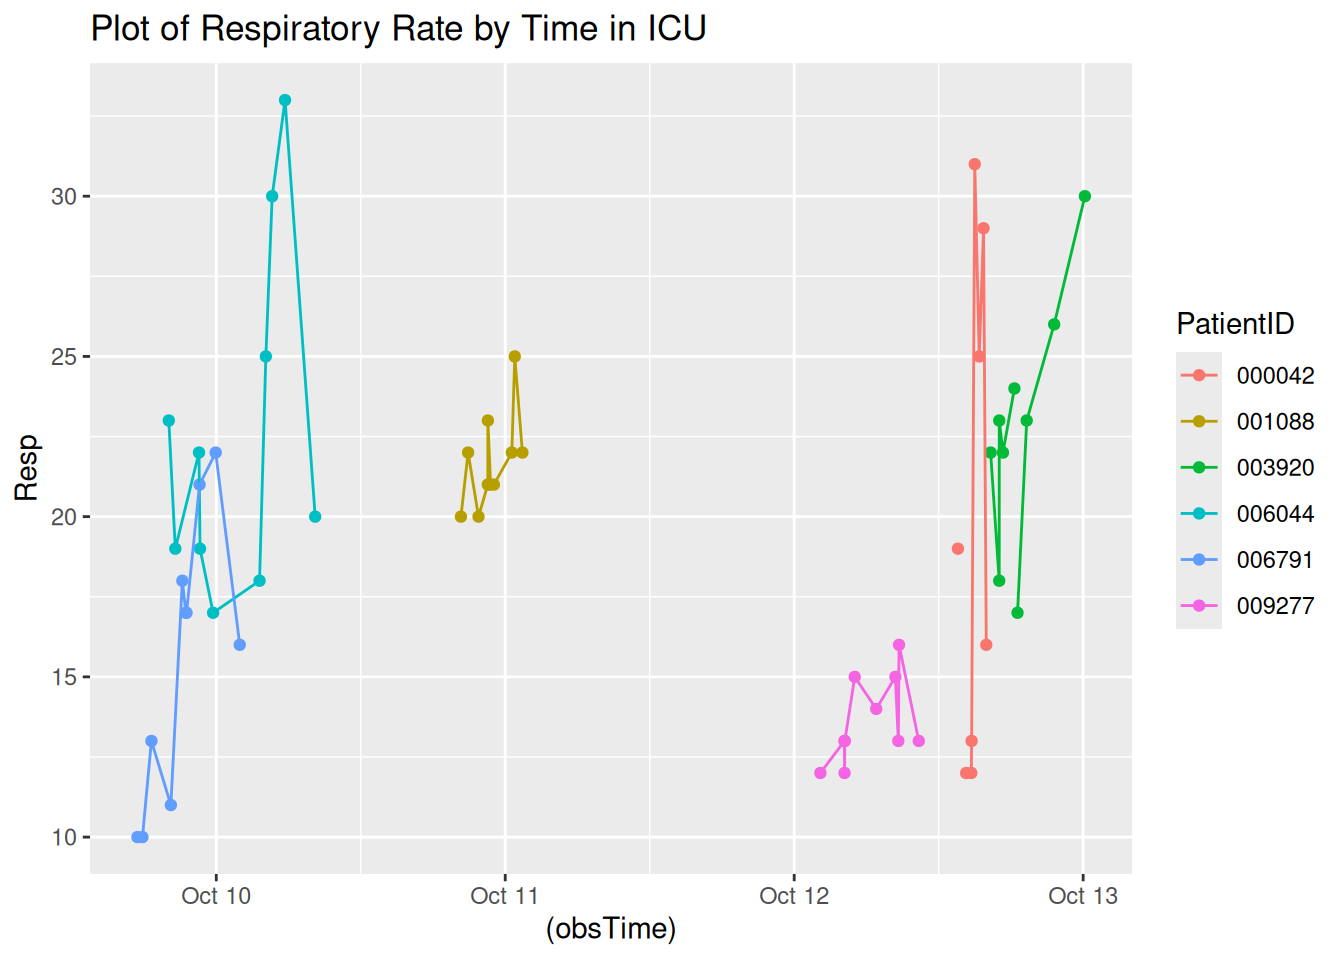 Plot of Respiratory Rate by Time in ICU
Resp
30
25
20
15
10
Oct 10
Oct 11
Oct 12
Oct 13
(obsTime)
PatientID
000042
001088
003920
006044
006791
009277